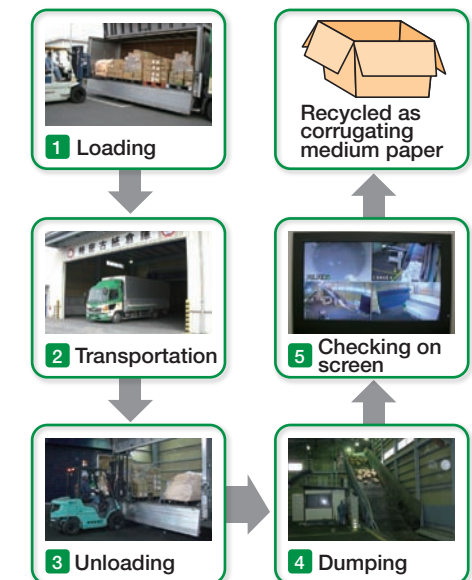 1 Loading
2 Transportation
3 Unloading
4 Dumping
5 Checking on
screen
Recycled as
corrugating
medium paper